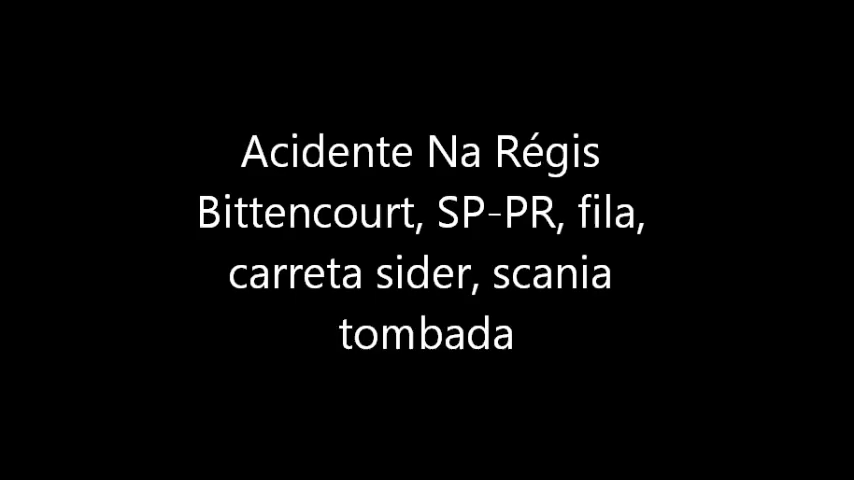 Acidente Na Régis
Bittencourt, SP-PR, fila,
carreta sider, scania
tombada